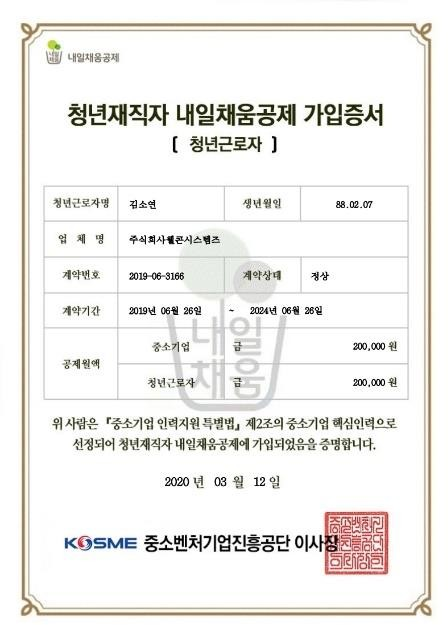 내일채움공제
청년재직자 내일채움공제 가입증서
[ 청년근로자 ]
청년근로자명 김소연 생년월일 88.02.07
업 체 명 주식회사웰콘시스템즈
계약번호 2019-06-3166 계약상태 정상
계약기간 2019년 06월 26일 ~ 2024년 06월 26일
공제월액 중소기업 금 200,000 원
청년근로자 금 200,000 원
내일
채움
위 사람은 『중소기업 인력지원 특별법』 제2조의 중소기업 핵심인력으로
선정되어 청년재직자 내일채움공제에 가입되었음을 증명합니다.
2020 년 03 월 12 일
KOSME 중소벤처기업진흥공단 이사장